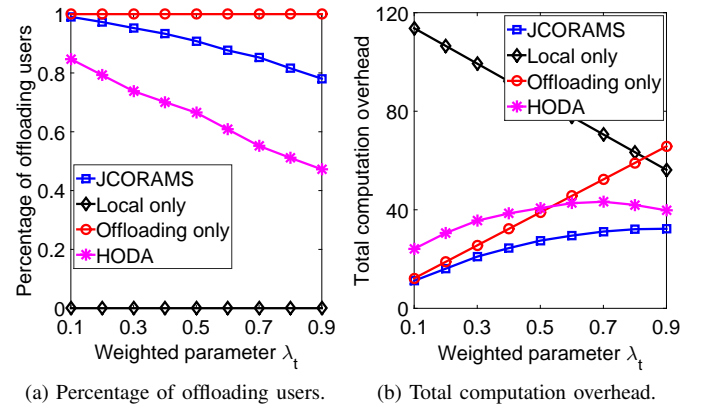 1
0.8
0.6
0.4
0.2
0
Percentage of offloading users
JCORAMS
Local only
Offloading only
HODA
0.1 0.3 0.5 0.7 0.9
Weighted parameter λt
(a) Percentage of offloading users.
120
80
40
0
Total computation overhead
JCORAMS
Local only
Offloading only
HODA
0.1 0.3 0.5 0.7 0.9
Weighted parameter λt
(b) Total computation overhead.